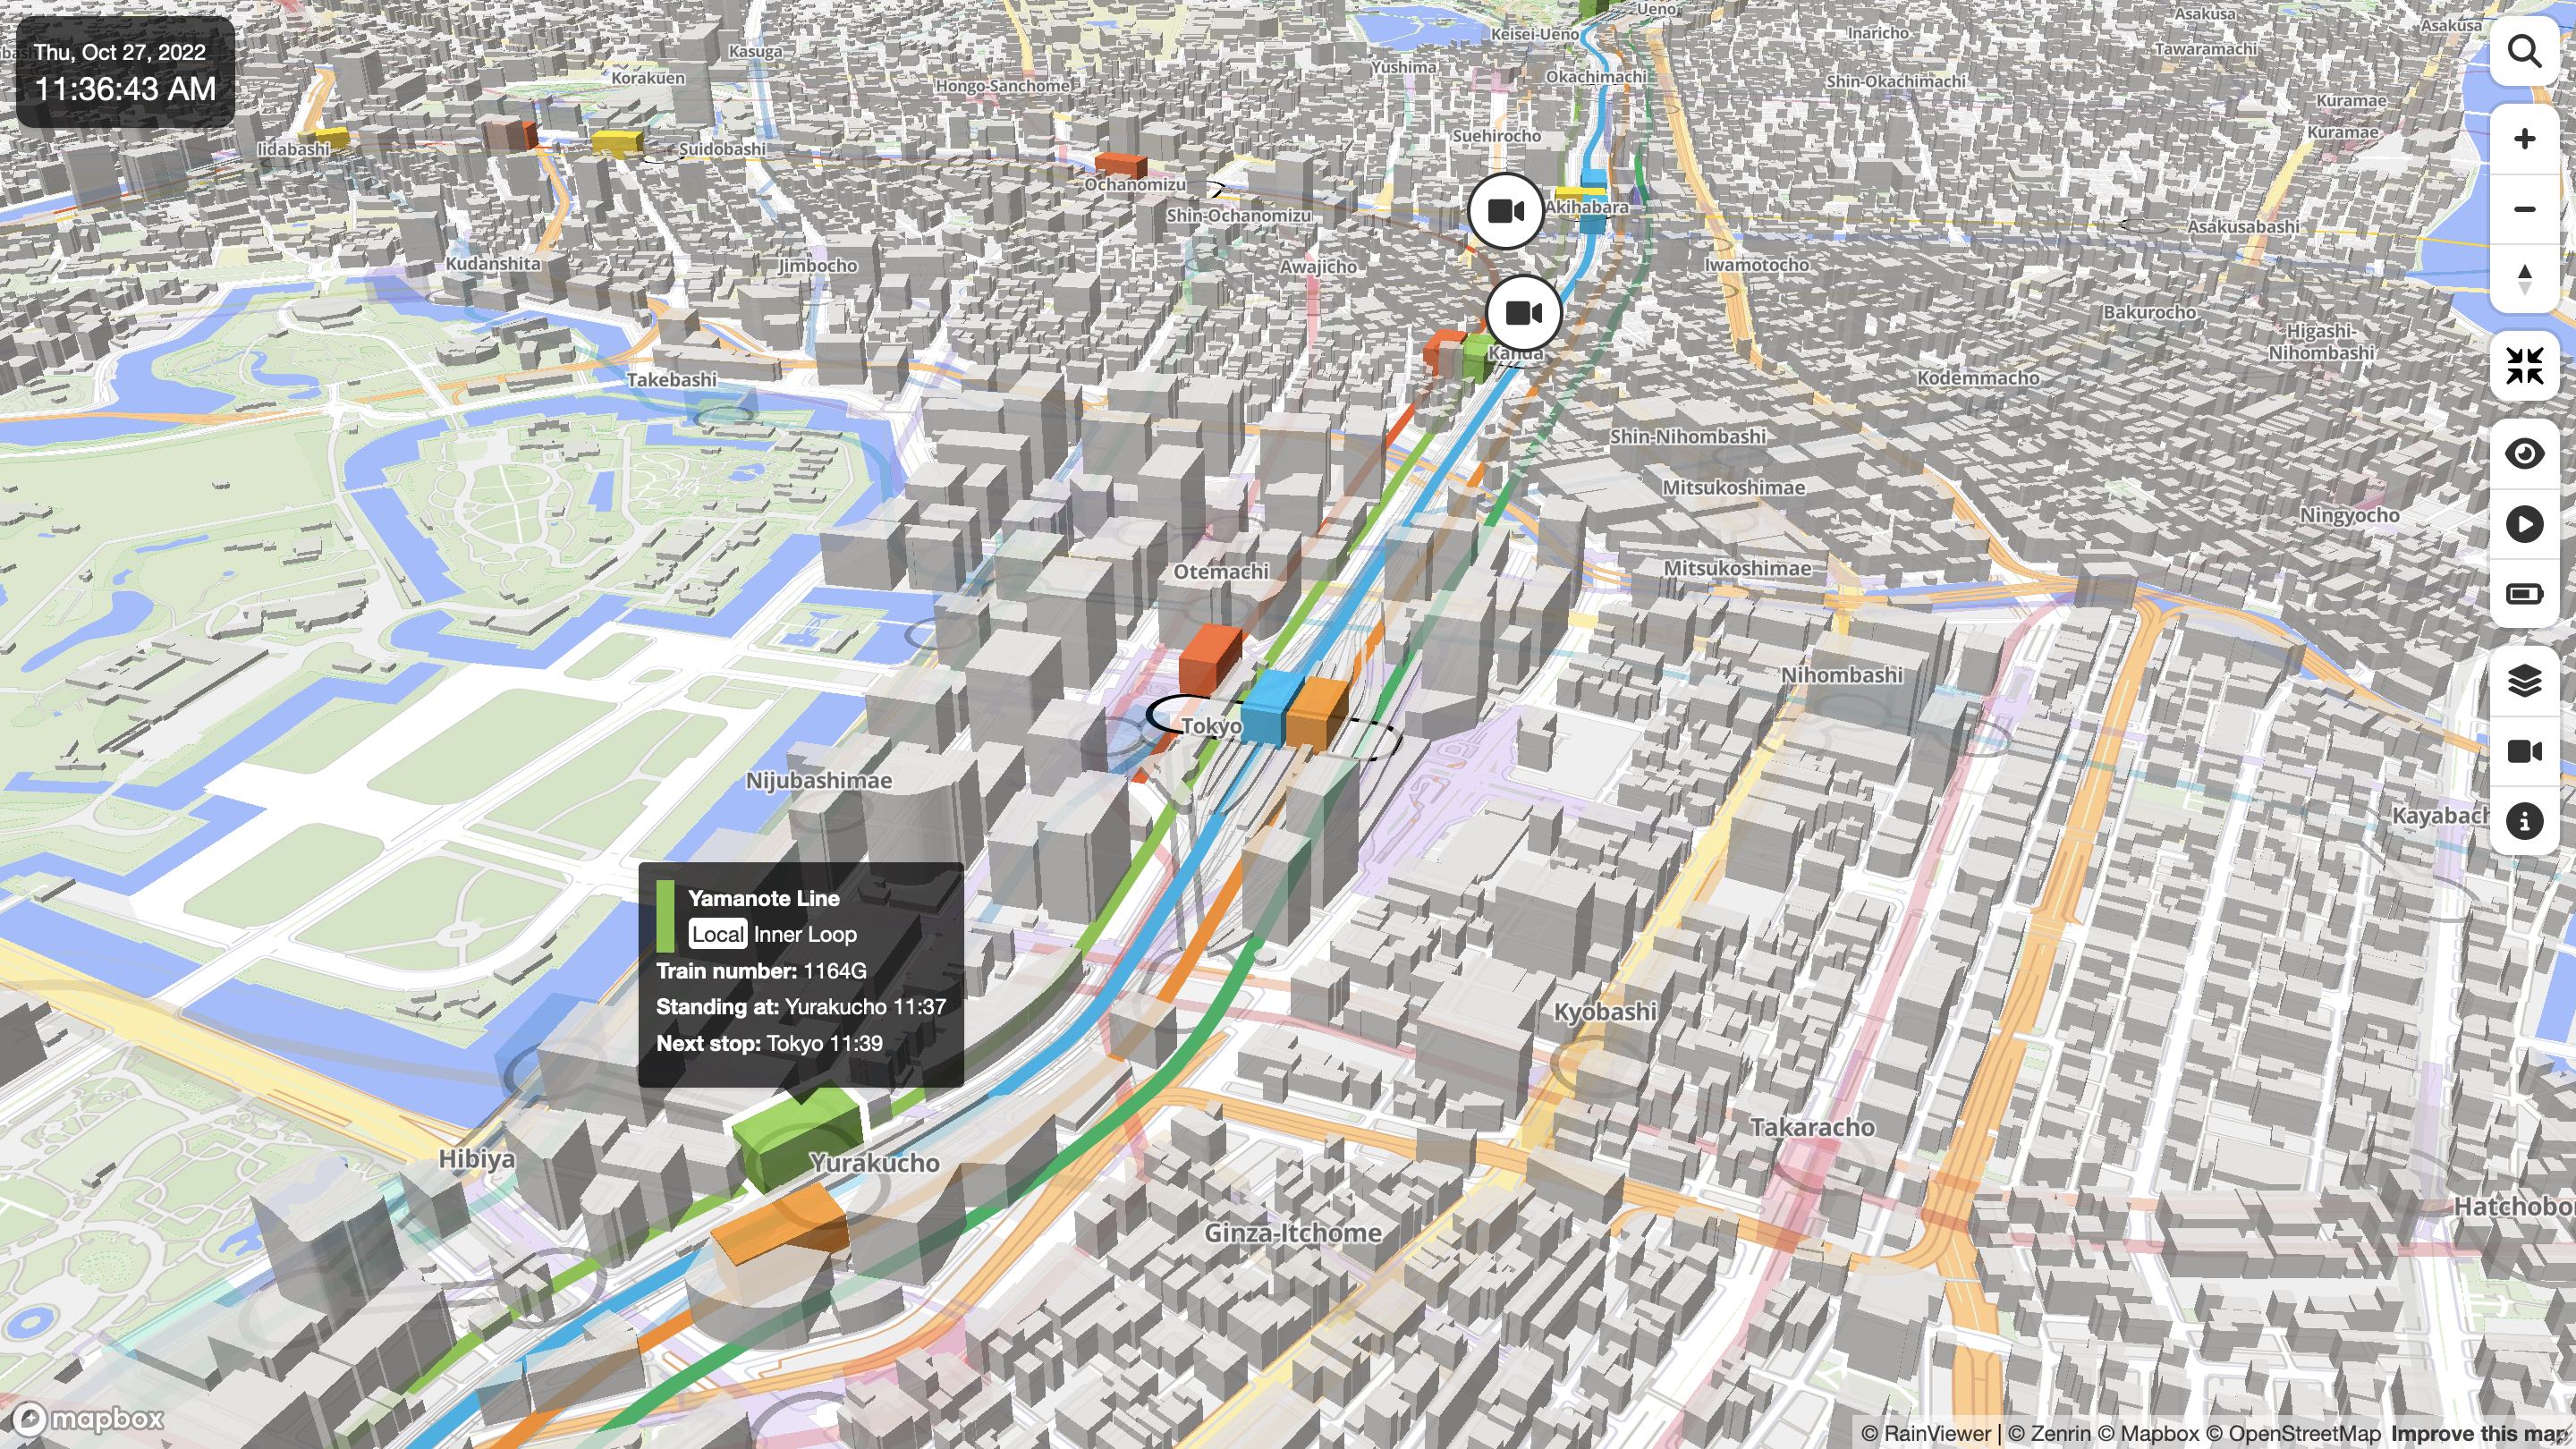 Thu, Oct 27, 2022
11:36:43 AM
Ueno
Keisei-Ueno
Inaricho
Asakusa
Asakusa
Tawaramachi
Kasuga
Korakuen
Hongo-Sanchome
Yushima
Okachimachi
Shin-Okachimachi
Kuramae
Kuramae
Suehirocho
Iidabashi
Suidobashi
Ochanomizu
Shin-Ochanomizu
Akihabara
Asakusabashi
Kudanshita
Jimbocho
Awajicho
Iwamotocho
Bakurocho
Higashi-
Nihombashi
Kanda
Takebashi
Kodemmacho
Shin-Nihombashi
Mitsukoshimae
Ningyocho
Otemachi
Mitsukoshimae
Nihombashi
Tokyo
Nijubashimae
Kayabach
Yamanote Line
Local Inner Loop
Train number: 1164G
Standing at: Yurakucho 11:37
Next stop: Tokyo 11:39
Kyobashi
Takaracho
Hibiya
Yurakucho
Hatchobo
Ginza-Itchome
mapbox
© RainViewer | © Zenrin © Mapbox © OpenStreetMap Improve this map